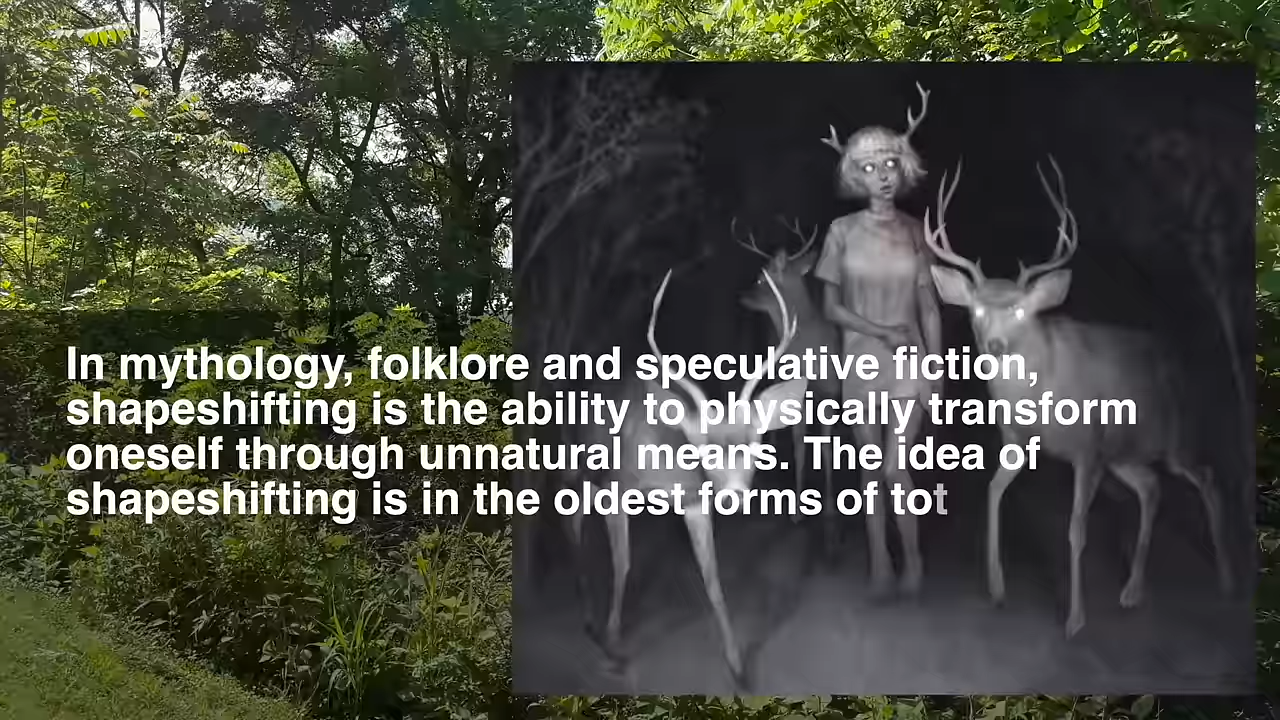 In mythology, folklore and speculative fiction,
shapeshifting is the ability to physically transform
oneself through unnatural means. The idea of
shapeshifting is in the oldest forms of tot